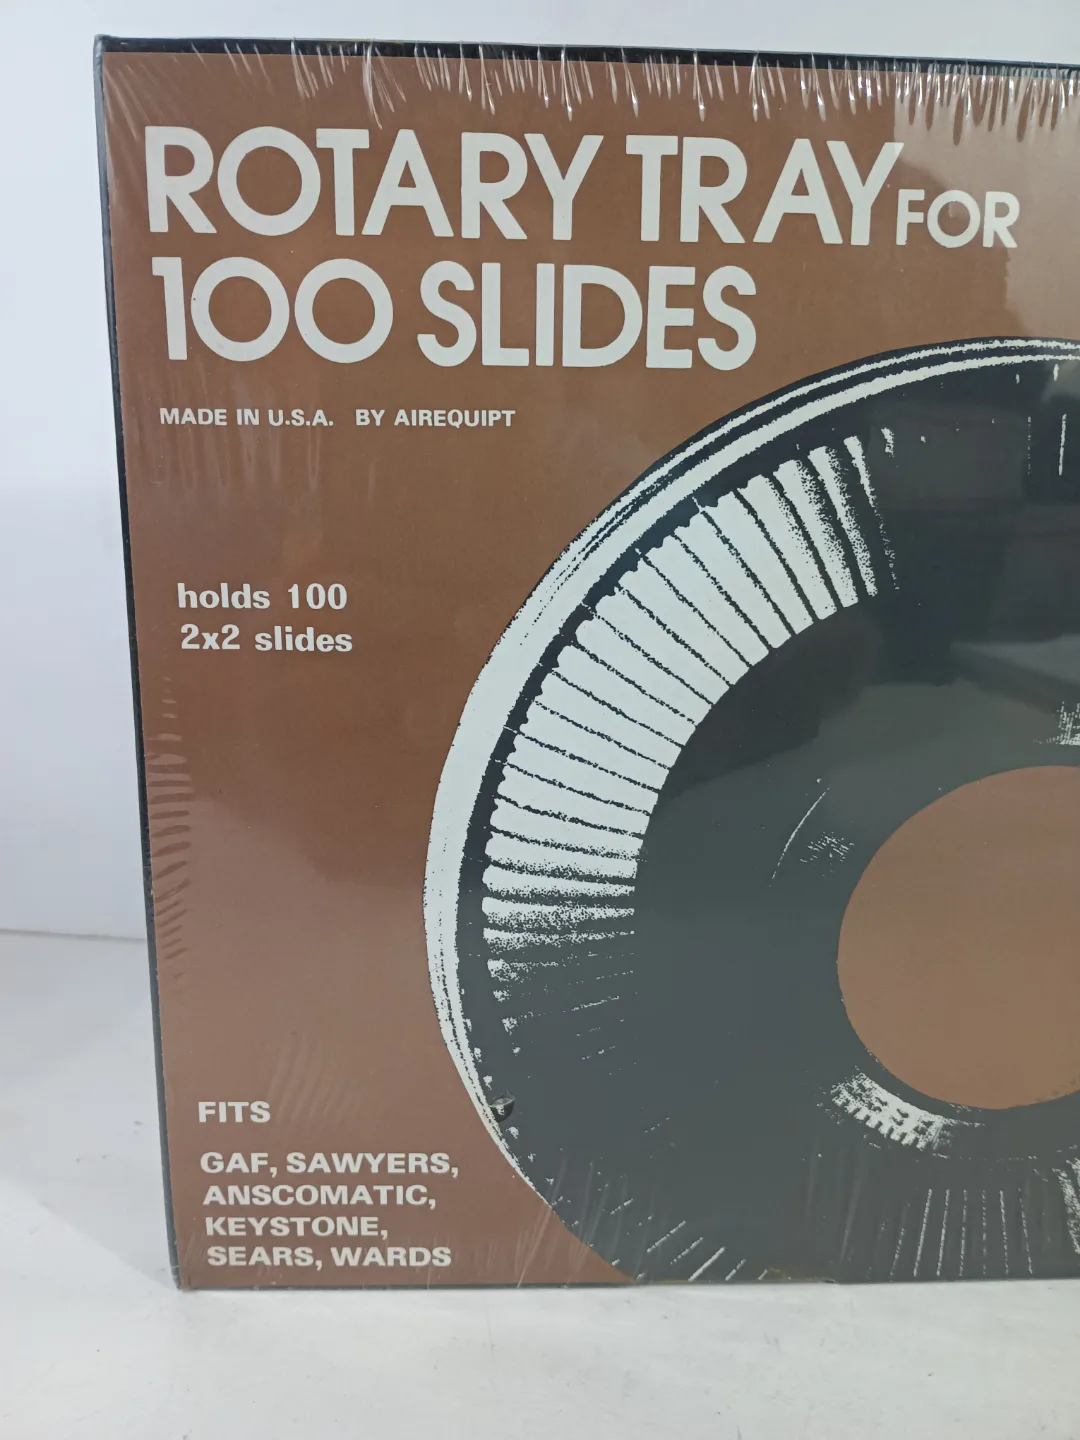 ROTARY TRAY FOR
100 SLIDES
MADE IN U.S.A. BY AIREQUIPT
holds 100
2x2 slides
FITS
GAF, SAWYERS,
ANSCOMATIC,
KEYSTONE,
SEARS, WARDS